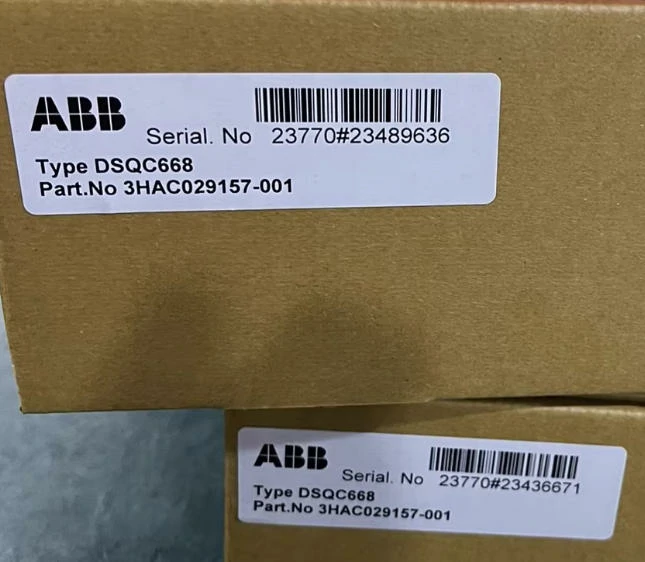 ABB
Serial. No 23770#23489636
Type DSQC668
Part.No 3HAC029157-001
ABB
Serial. No 23770#23436671
Type DSQC668
Part.No 3HAC029157-001